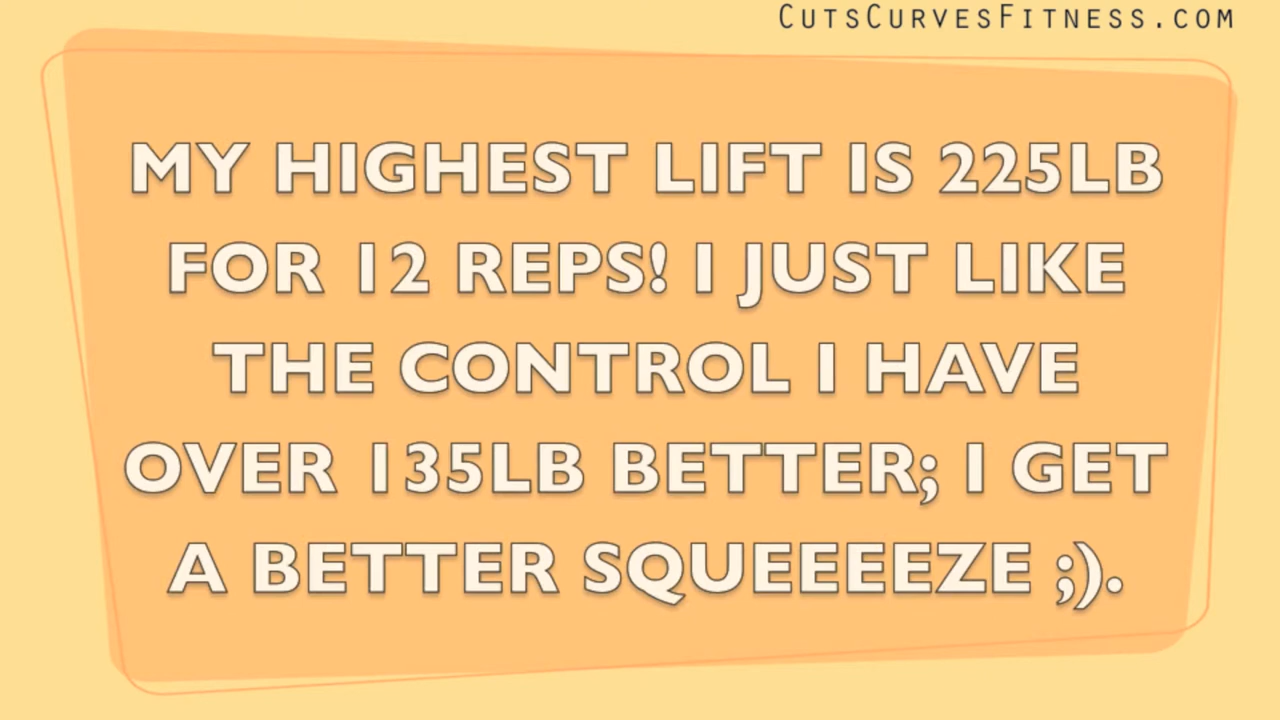 CutsCurvesFitness.com
MY HIGHEST LIFT IS 225LB
FOR 12 REPS! I JUST LIKE
THE CONTROL I HAVE
OVER 135LB BETTER; I GET
A BETTER SQUEEEEZE ;).